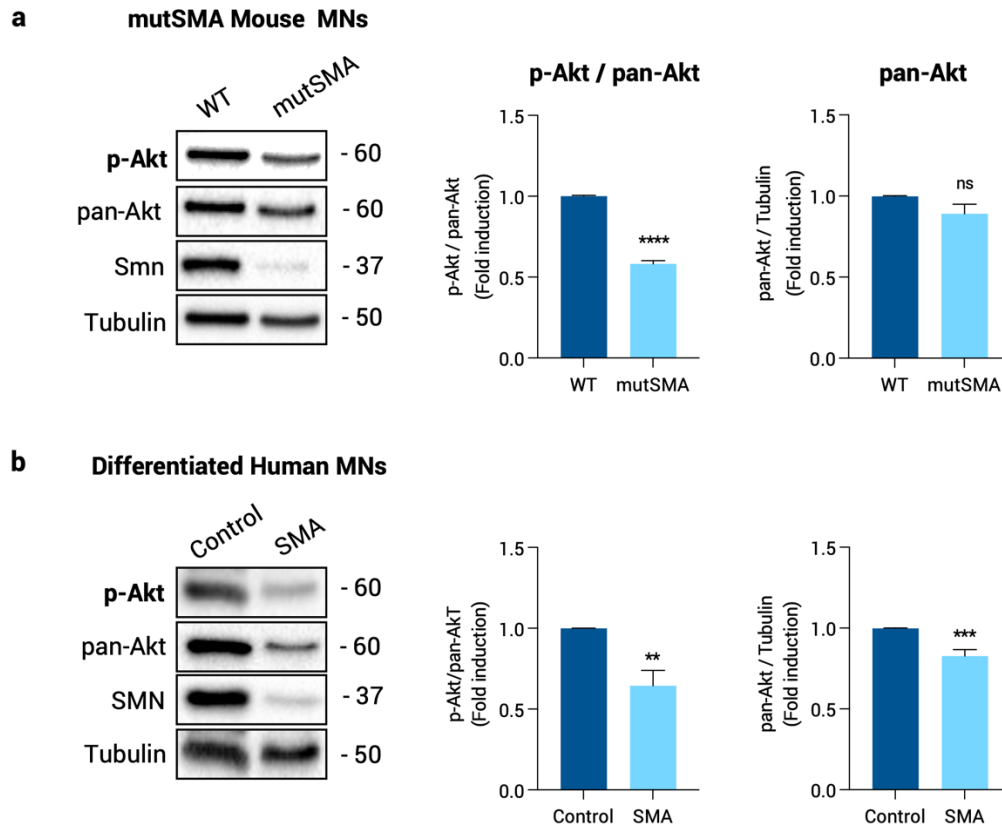 a
mutSMA Mouse MNs
WT
mutSMA
p-Akt
- 60
pan-Akt
- 60
Smn
- 37
Tubulin
- 50
p-Akt / pan-Akt
p-Akt / pan-Akt
(Fold induction)
1.5
1.0
0.5
0.0
****
WT
mutSMA
pan-Akt
pan-Akt / Tubulin
(Fold induction)
1.5
1.0
0.5
0.0
ns
WT
mutSMA
b
Differentiated Human MNs
Control
SMA
p-Akt
- 60
pan-Akt
- 60
SMN
- 37
Tubulin
- 50
p-Akt/pan-AkT
(Fold induction)
1.5
1.0
0.5
0.0
**
Control
SMA
pan-Akt / Tubulin
(Fold induction)
1.5
1.0
0.5
0.0
***
Control
SMA